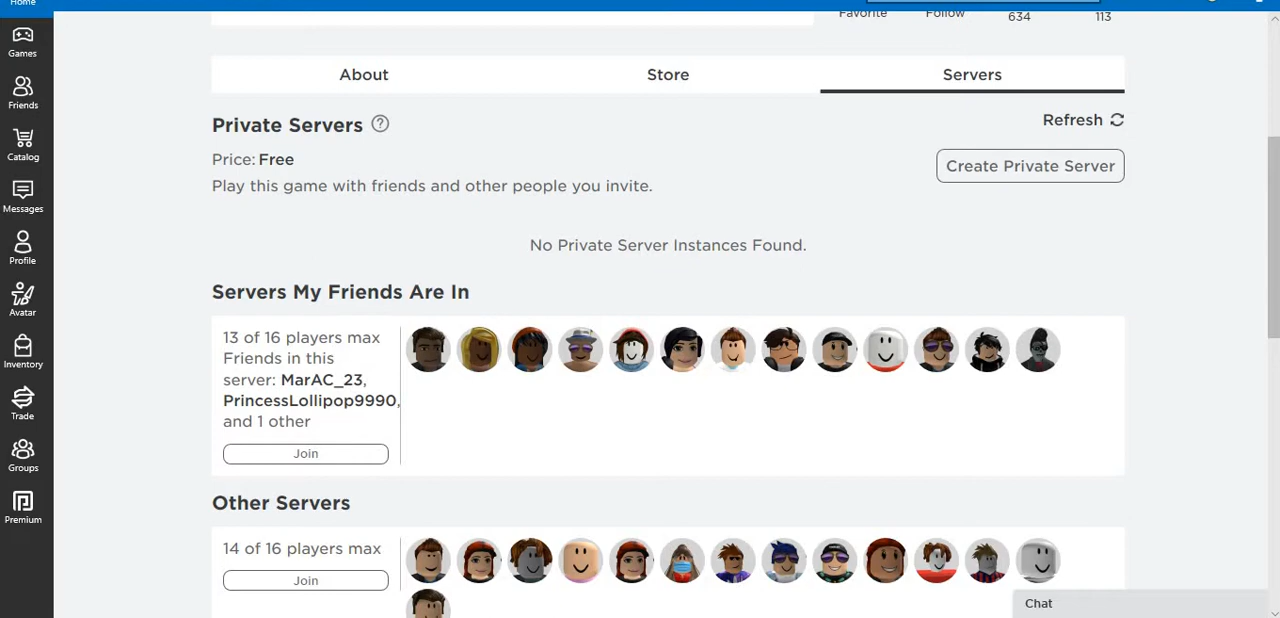 Home
Favorite
Follow
634
113
Games
Friends
Catalog
Messages
Profile
Avatar
Inventory
Trade
Groups
Premium
About
Store
Servers
Private Servers ?
Refresh
Price: Free
Create Private Server
Play this game with friends and other people you invite.
No Private Server Instances Found.
Servers My Friends Are In
13 of 16 players max
Friends in this
server: MarAC_23,
PrincessLollipop9990,
and 1 other
Join
Other Servers
14 of 16 players max
Join
Chat